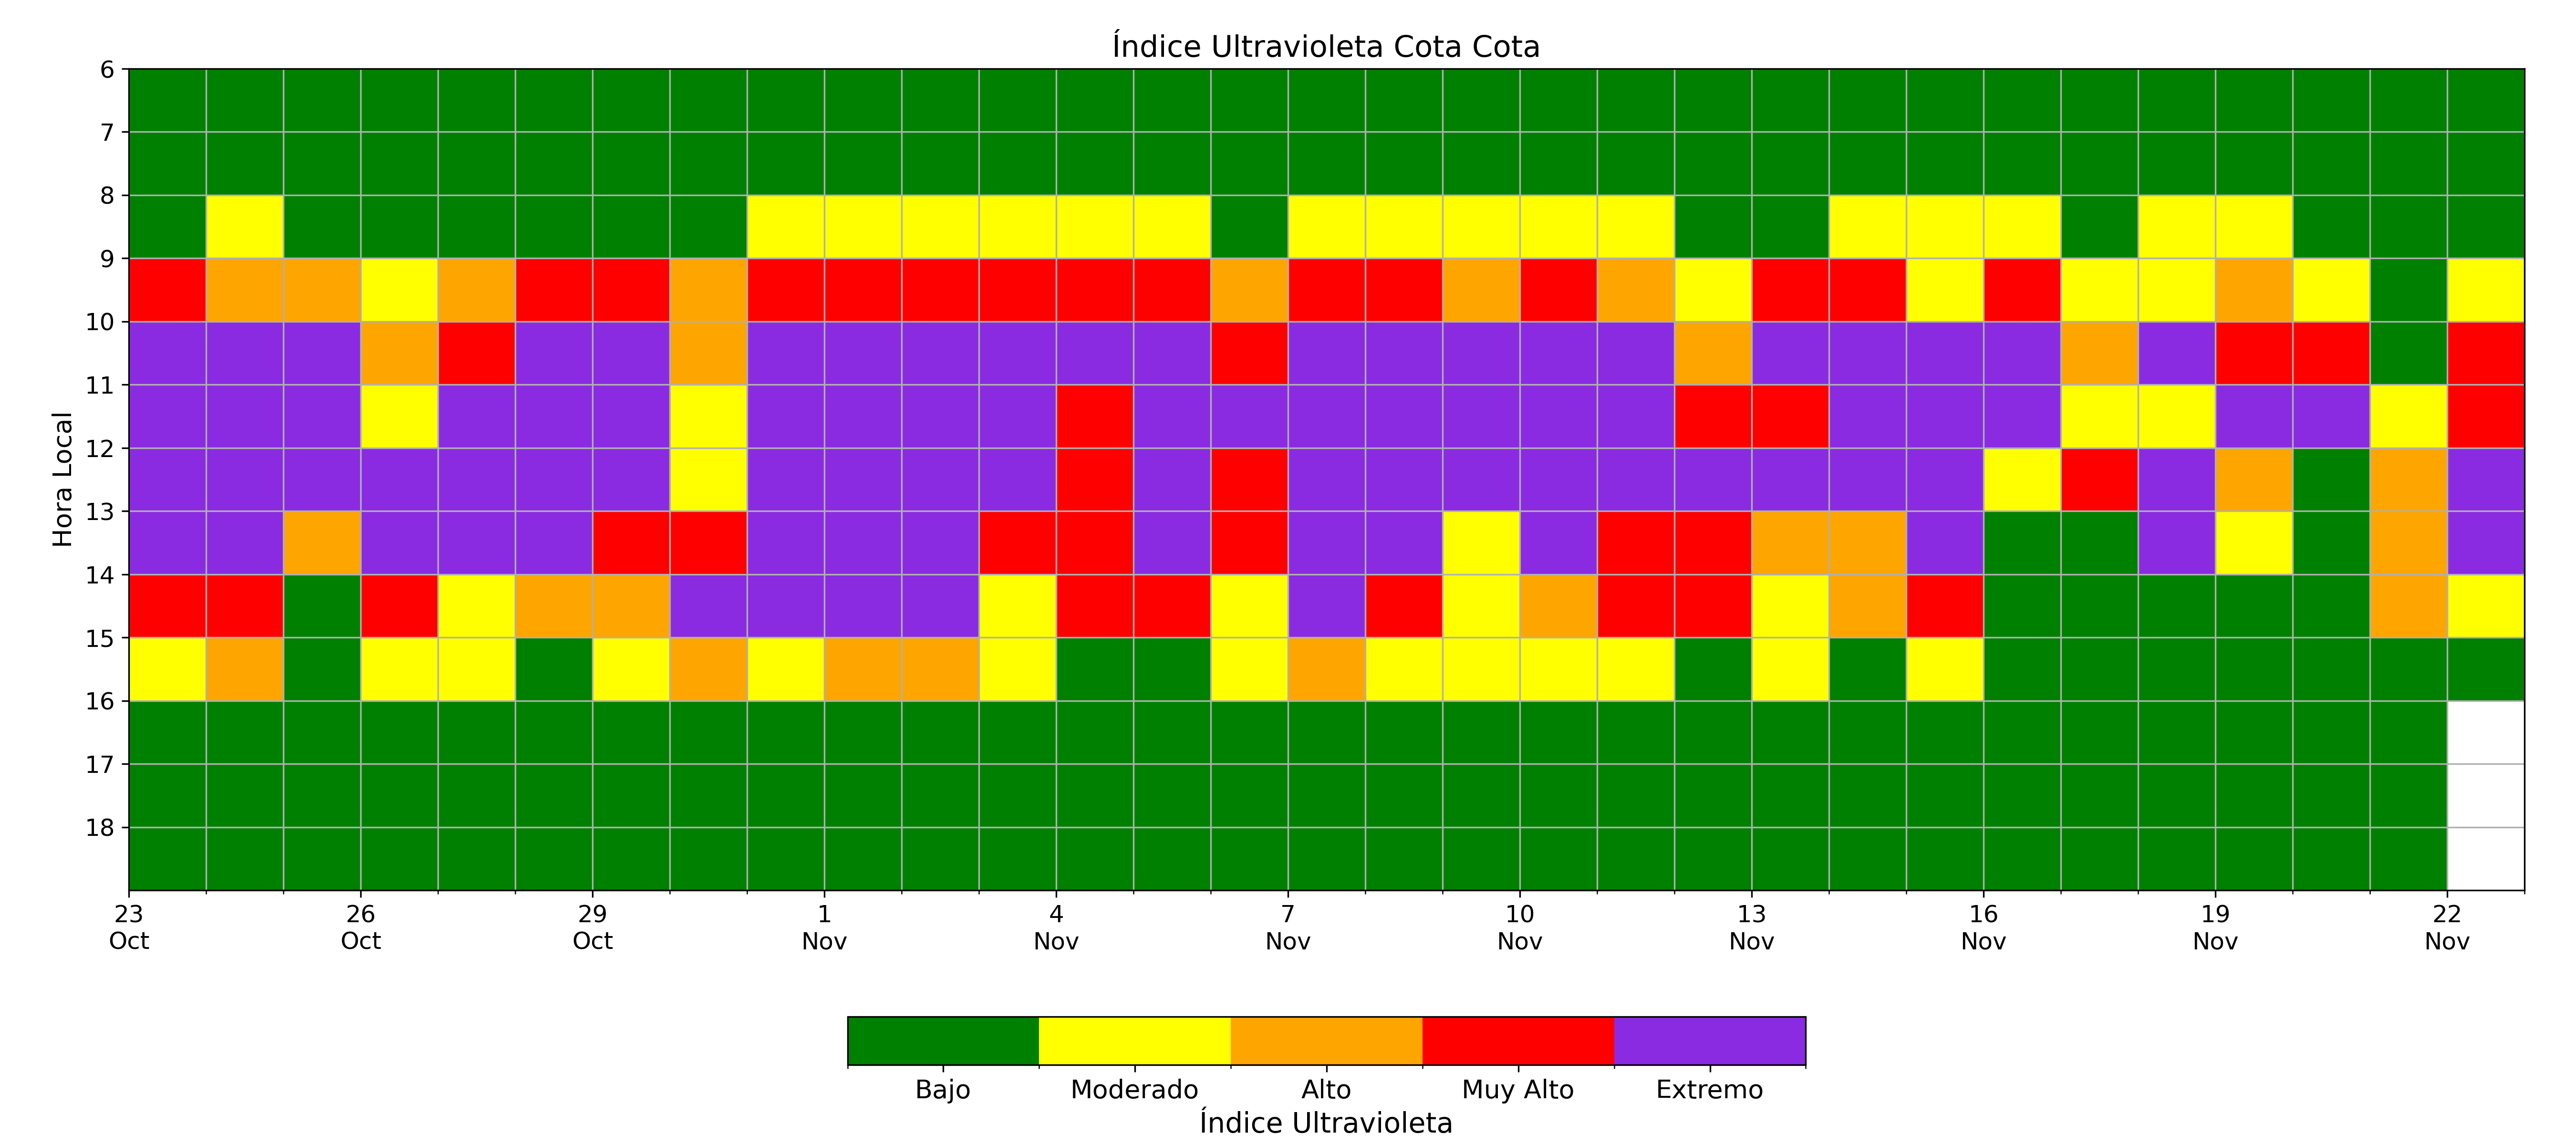 Índice Ultravioleta Cota Cota
Hora Local
6
7
8
9
10
11
12
13
14
15
16
17
18
23 26 29 1 4 7 10 13 16 19 22
Oct Oct Oct Nov Nov Nov Nov Nov Nov Nov Nov
Bajo Moderado Alto Muy Alto Extremo
Índice Ultravioleta